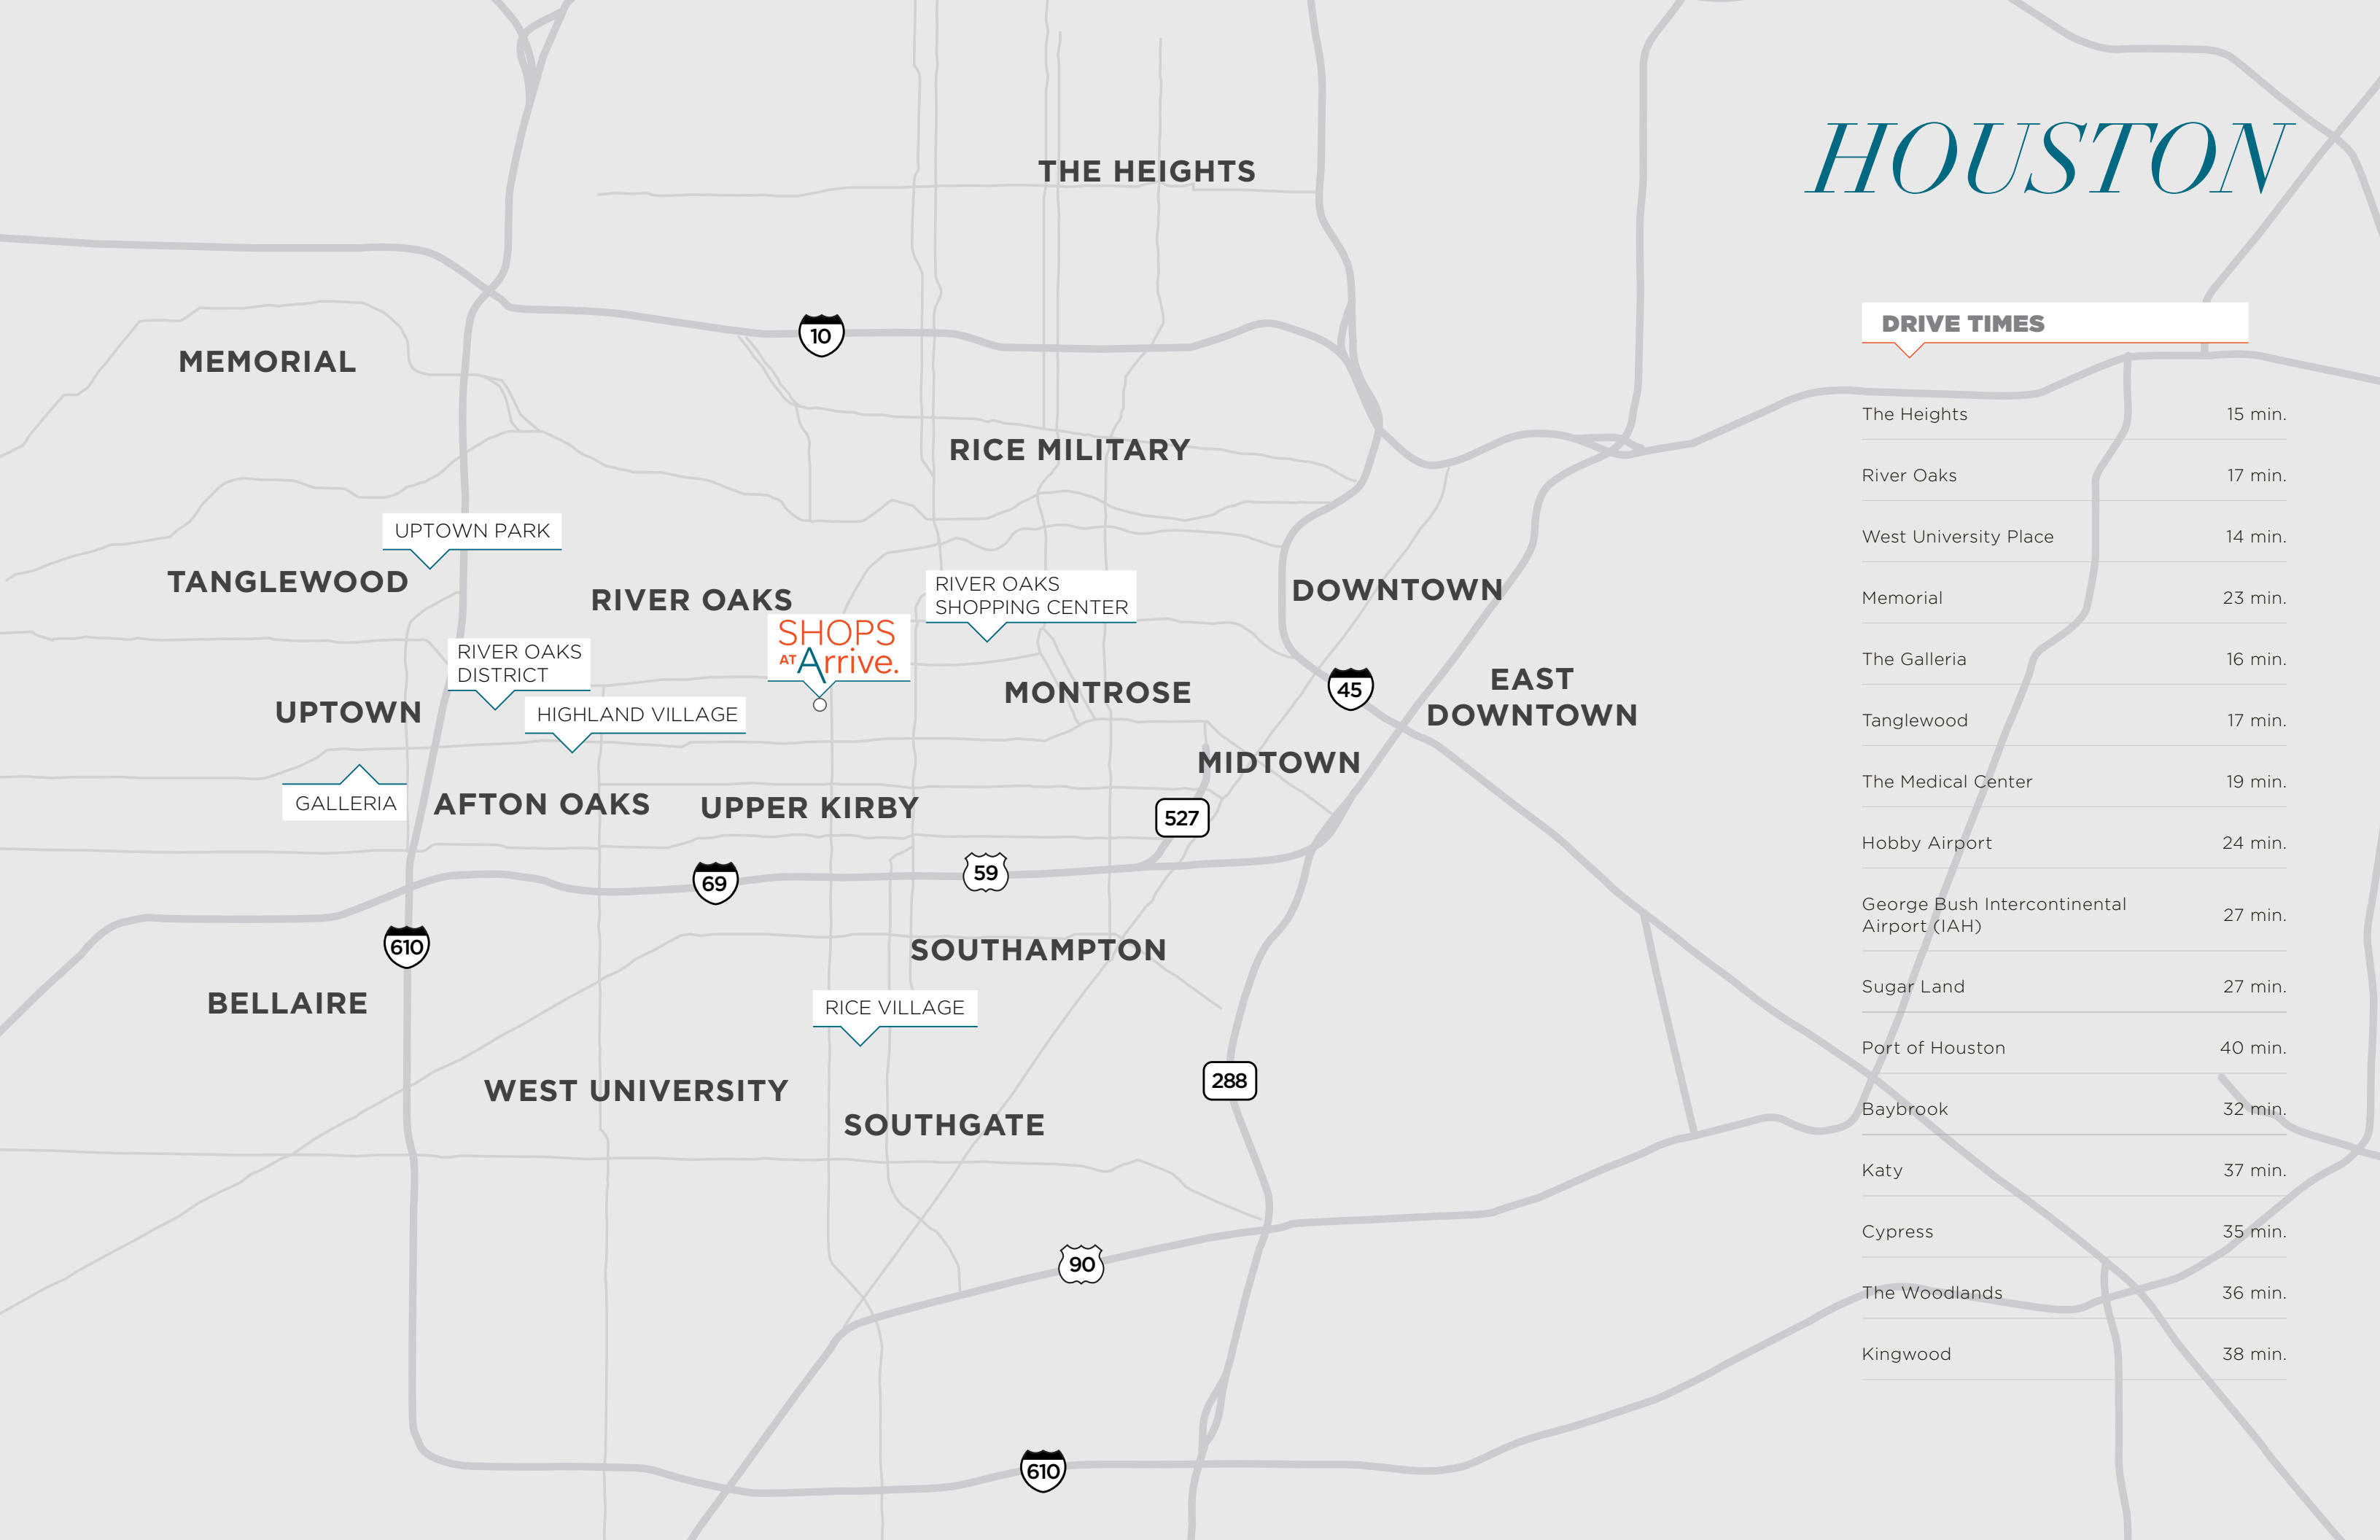 HOUSTON
THE HEIGHTS
DRIVE TIMES
10
MEMORIAL
RICE MILITARY
UPTOWN PARK
TANGLEWOOD
RIVER OAKS
RIVER OAKS
SHOPPING CENTER
DOWNTOWN
SHOPS
AT Arrive.
RIVER OAKS
DISTRICT
UPTOWN
HIGHLAND VILLAGE
MONTROSE
45
EAST
DOWNTOWN
MIDTOWN
GALLERIA
AFTON OAKS
UPPER KIRBY
527
69
59
610
SOUTHAMPTON
BELLAIRE
RICE VILLAGE
WEST UNIVERSITY
288
SOUTHGATE
90
610
The Heights 15 min.
River Oaks 17 min.
West University Place 14 min.
Memorial 23 min.
The Galleria 16 min.
Tanglewood 17 min.
The Medical Center 19 min.
Hobby Airport 24 min.
George Bush Intercontinental
Airport (IAH) 27 min.
Sugar Land 27 min.
Port of Houston 40 min.
Baybrook 32 min.
Katy 37 min.
Cypress 35 min.
The Woodlands 36 min.
Kingwood 38 min.